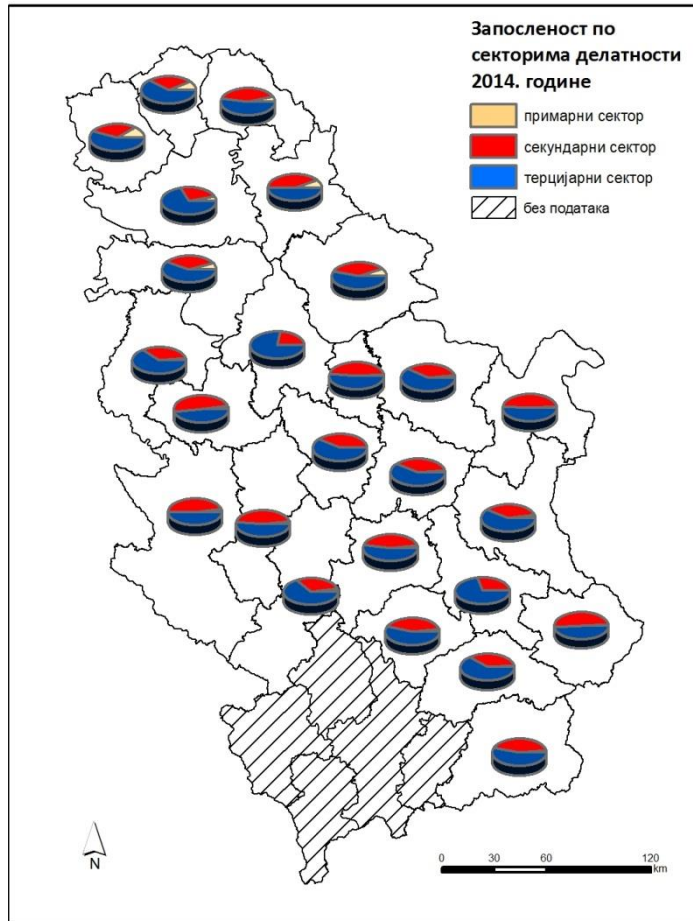 Запосленост по
секторима делатности
2014. године
примарни сектор
секундарни сектор
терцијарни сектор
без података
N
0 30 60 120
km